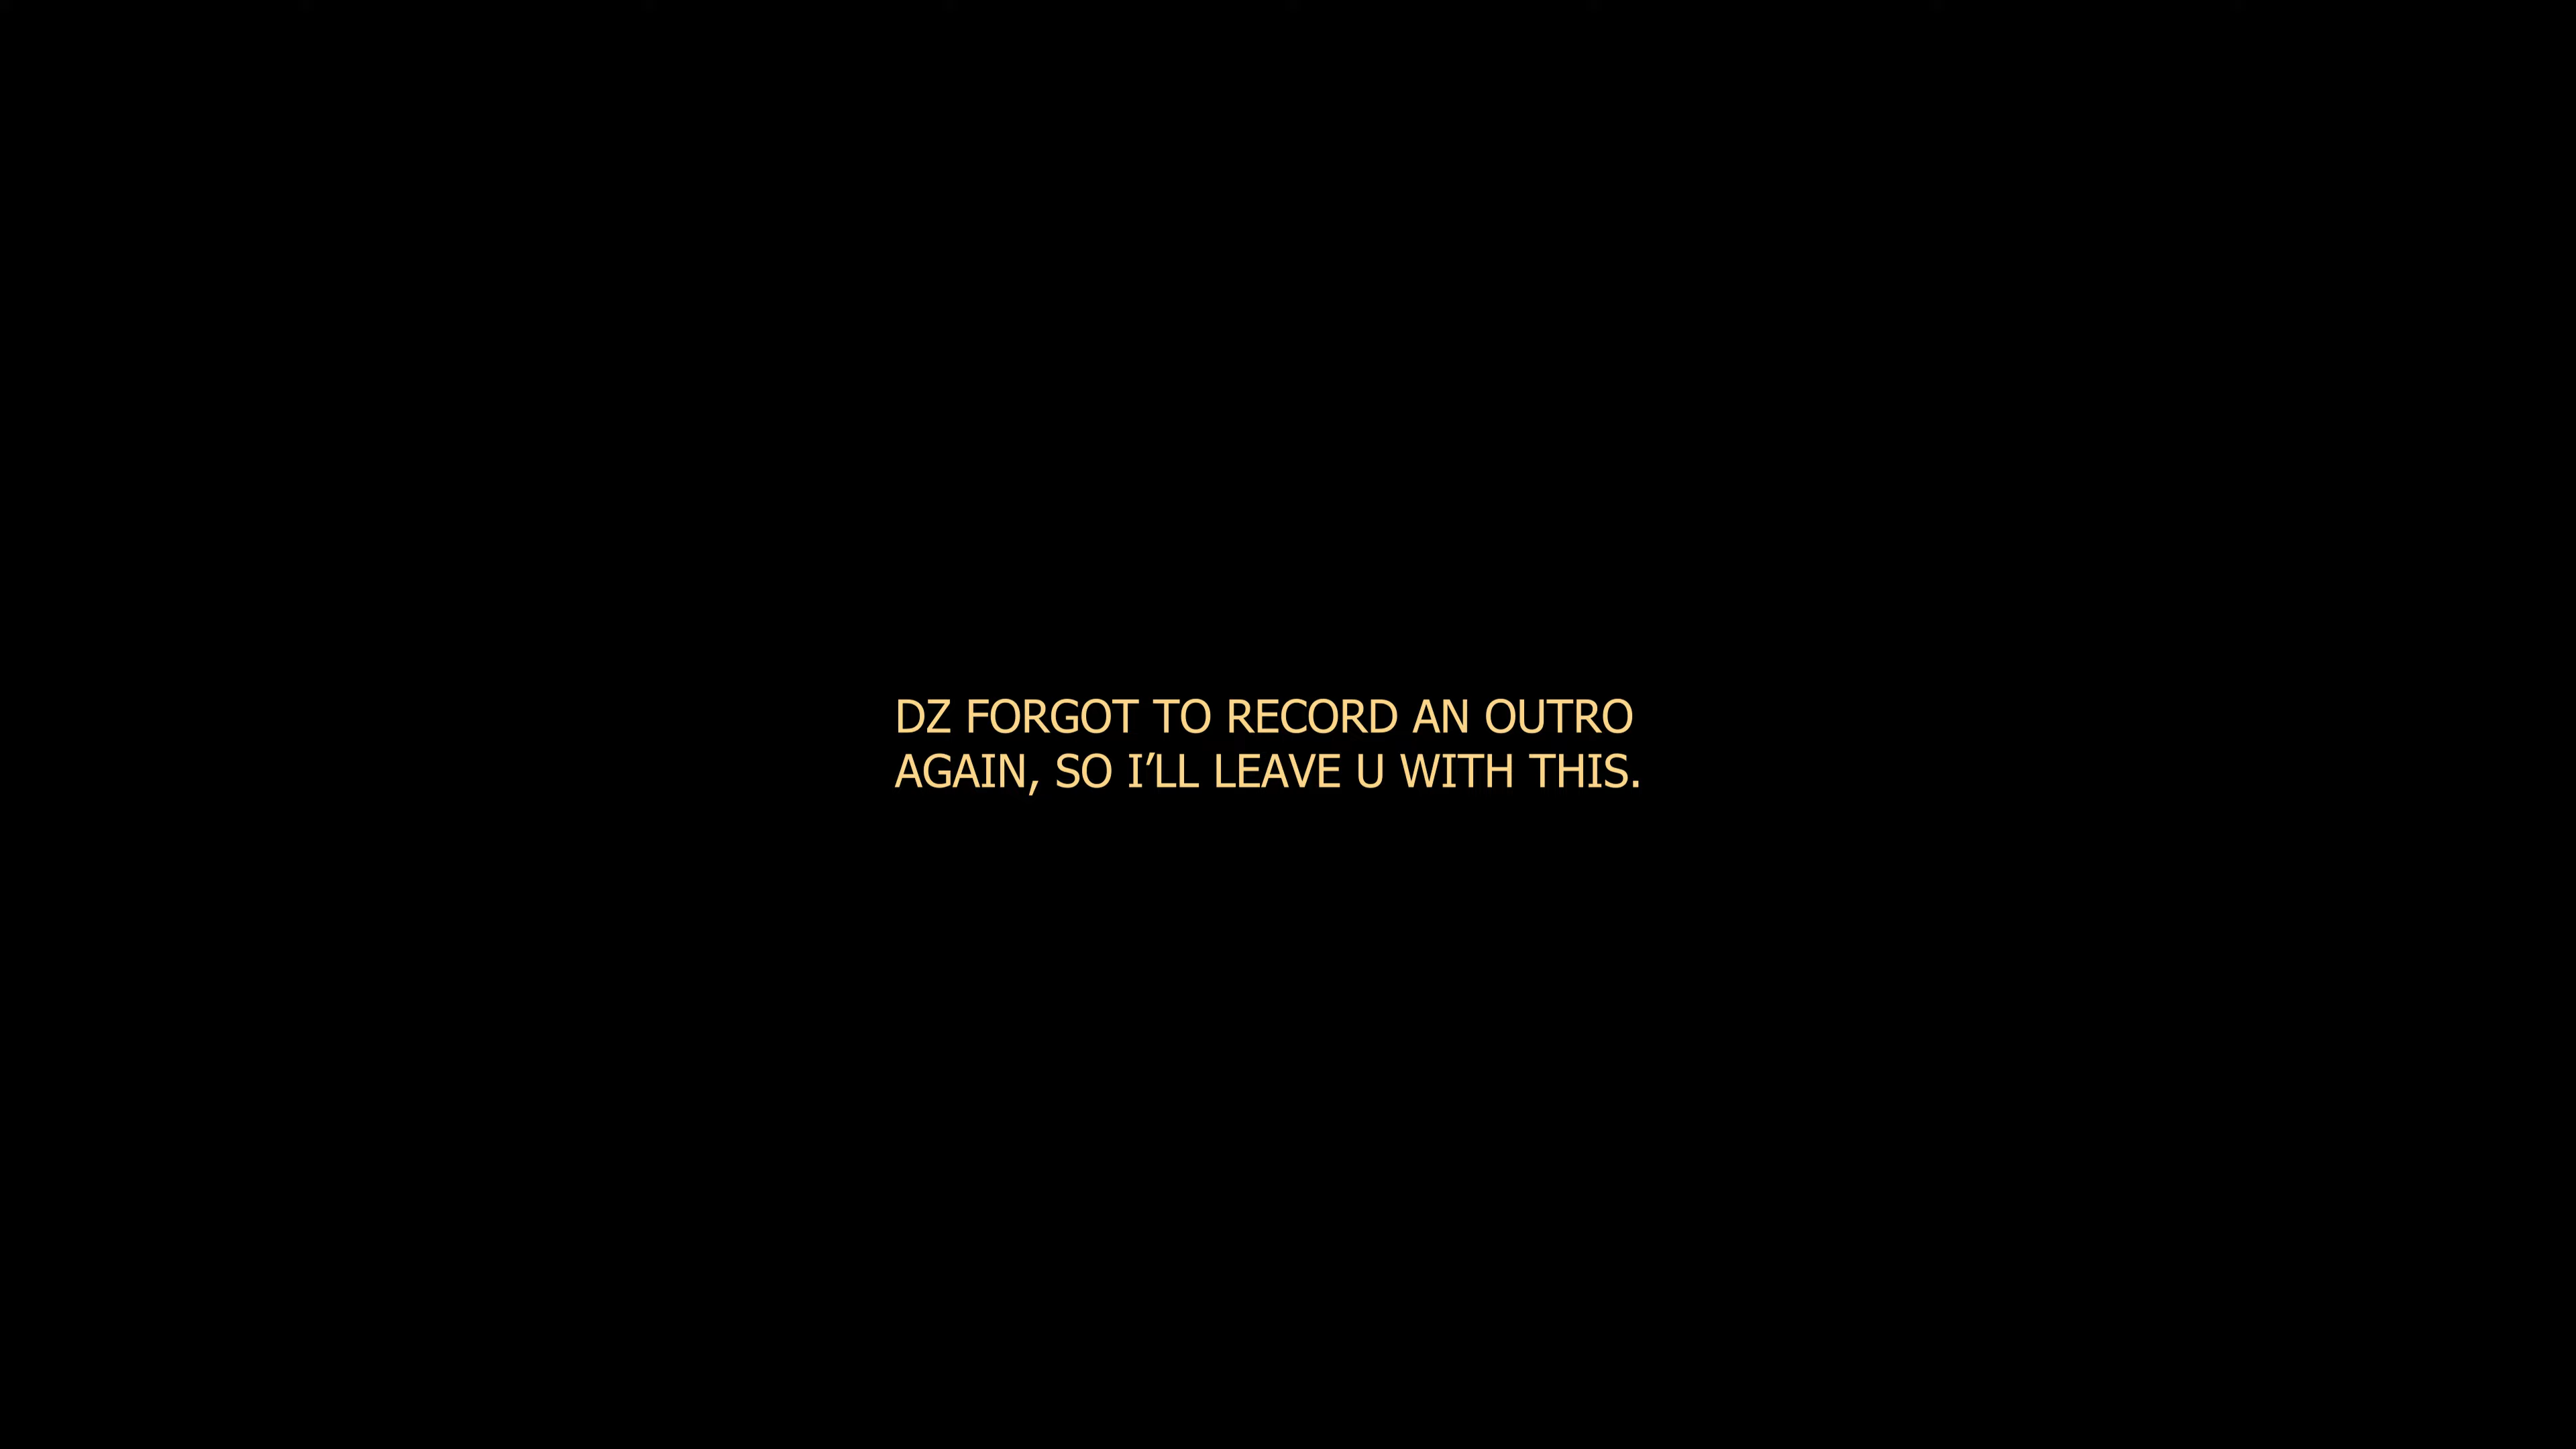 DZ FORGOT TO RECORD AN OUTRO
AGAIN, SO I’LL LEAVE U WITH THIS.